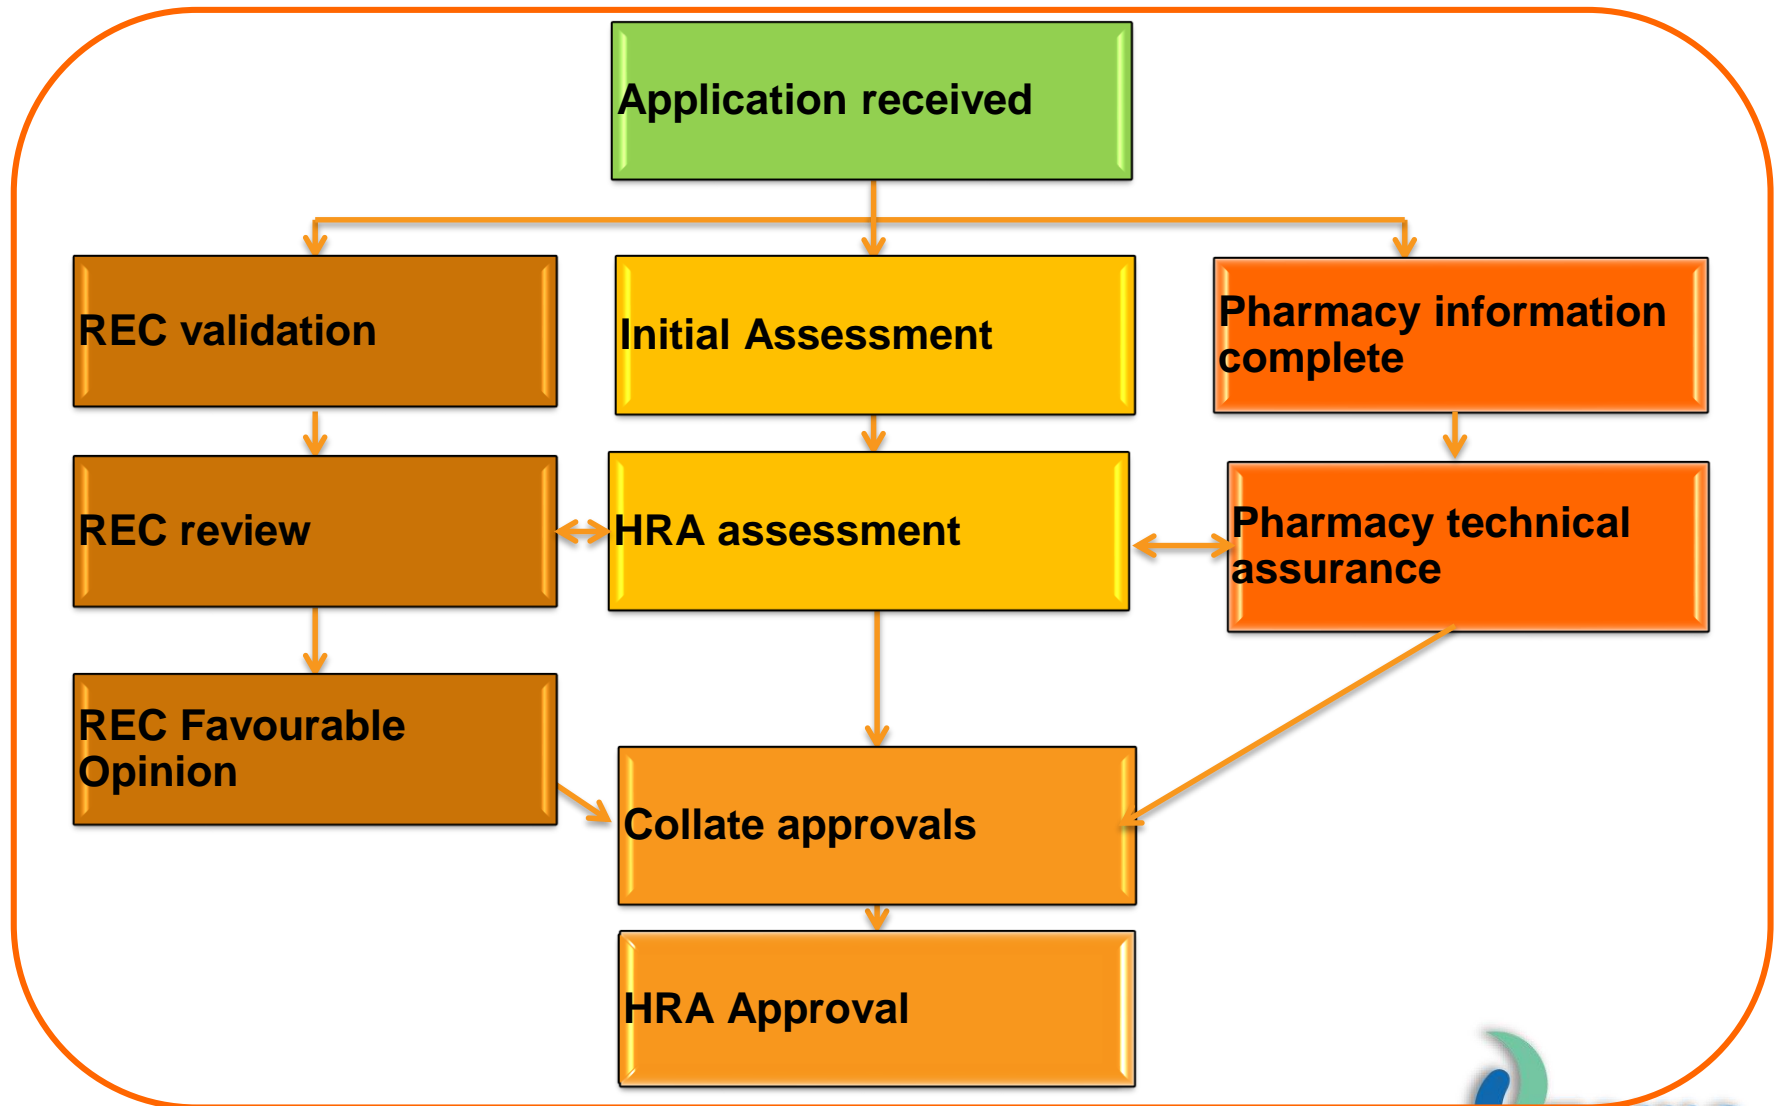 Application received
REC validation
Initial Assessment
Pharmacy information
complete
REC review
HRA assessment
Pharmacy technical
assurance
REC Favourable
Opinion
Collate approvals
HRA Approval